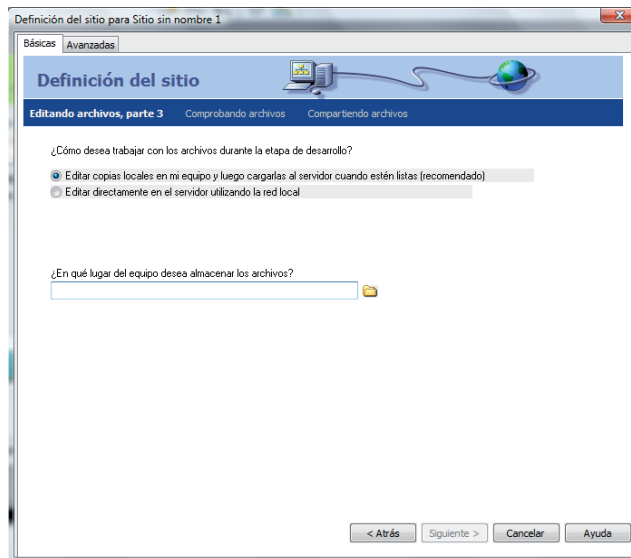 Definición del sitio para Sitio sin nombre 1
Básicas Avanzadas
Definición del sitio
Editando archivos, parte 3 Comprobando archivos Compartiendo archivos
¿Cómo desea trabajar con los archivos durante la etapa de desarrollo?
Editar copias locales en mi equipo y luego cargarlas al servidor cuando estén listas (recomendado)
Editar directamente en el servidor utilizando la red local
¿En qué lugar del equipo desea almacenar los archivos?
< Atrás Siguiente > Cancelar Ayuda